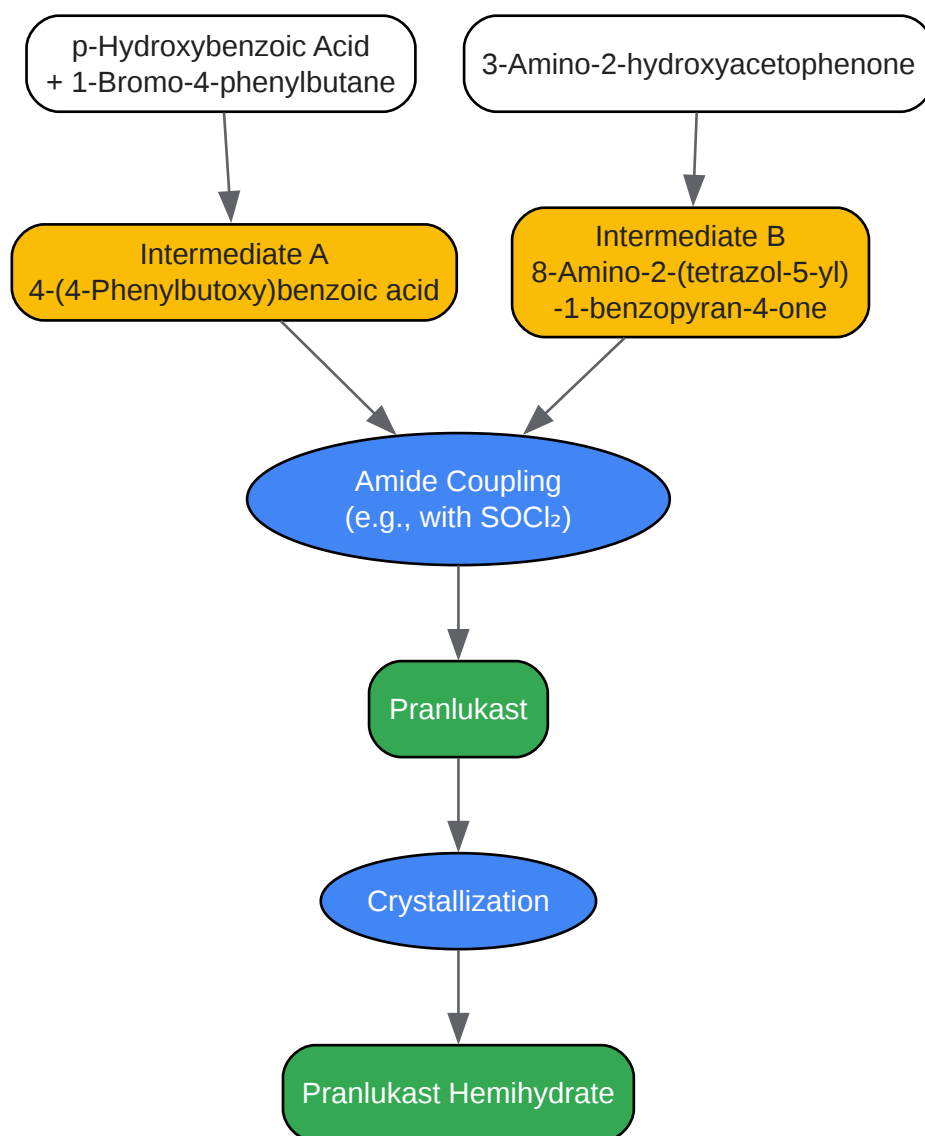 p-Hydroxybenzoic Acid
+ 1-Bromo-4-phenylbutane
3-Amino-2-hydroxyacetophenone
Intermediate A
4-(4-Phenylbutoxy)benzoic acid
Intermediate B
8-Amino-2-(tetrazol-5-yl)
-1-benzopyran-4-one
Amide Coupling
(e.g., with SOCl₂)
Pranlukast
Crystallization
Pranlukast Hemihydrate